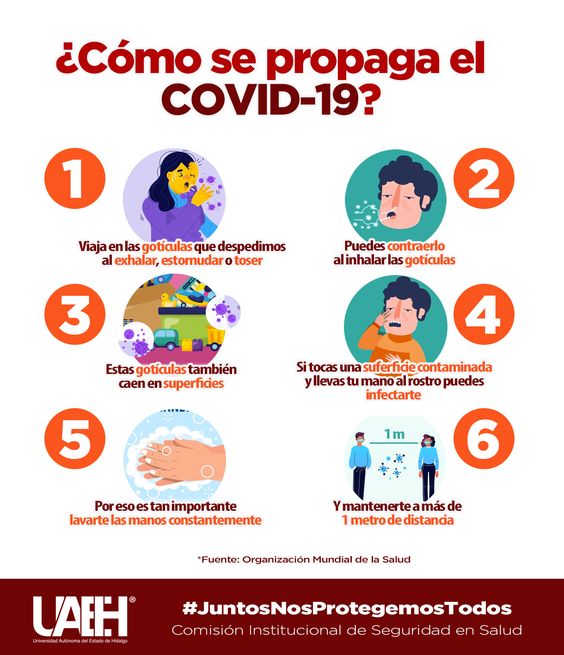 ¿Cómo se propaga el
COVID-19?
1
Viaja en las gotículas que despedimos
al exhalar, estornudar o toser
2
Puedes contraerlo
al inhalar las gotículas
3
Estas gotículas también
caen en superficies
4
Si tocas una suferficie contaminada
y llevas tu mano al rostro puedes
infectarte
5
Por eso es tan importante
lavarte las manos constantemente
6
1 m
Y mantenerte a más de
1 metro de distancia
*Fuente: Organización Mundial de la Salud
UAEH®
Universidad Autónoma del Estado de Hidalgo
#JuntosNosProtegemosTodos
Comisión Institucional de Seguridad en Salud